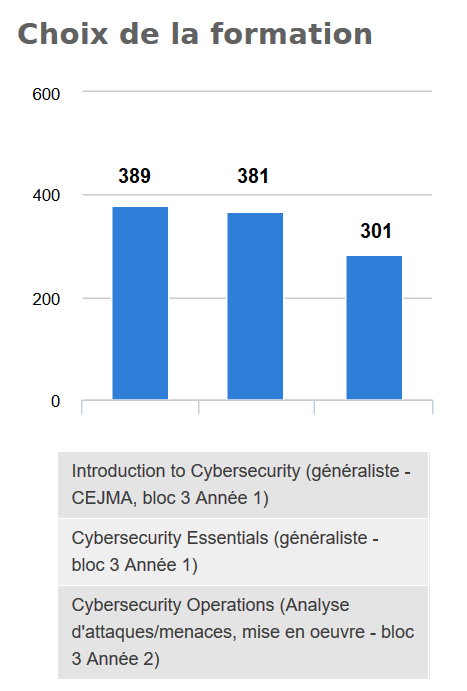 Choix de la formation
600
389
381
400
301
200
0
Introduction to Cybersecurity (généraliste -
CEJMA, bloc 3 Année 1)
Cybersecurity Essentials (généraliste -
bloc 3 Année 1)
Cybersecurity Operations (Analyse
d'attaques/menaces, mise en oeuvre - bloc
3 Année 2)